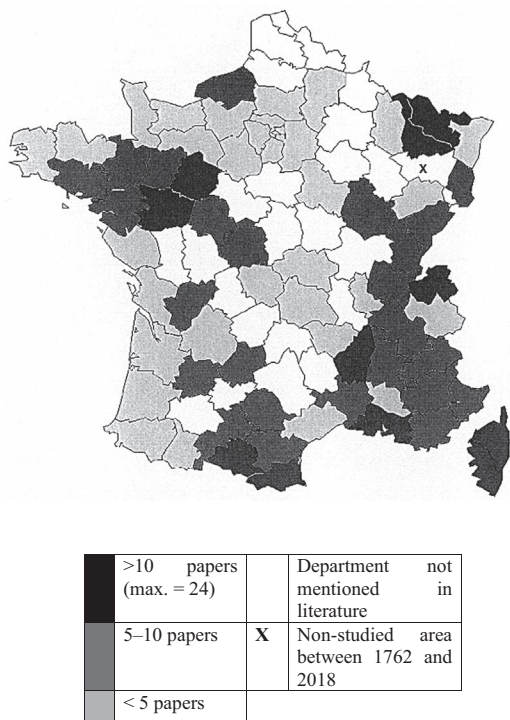 X
>10 papers
(max. = 24)
Department not
mentioned in
literature
5–10 papers
X
Non-studied area
between 1762 and
2018
< 5 papers